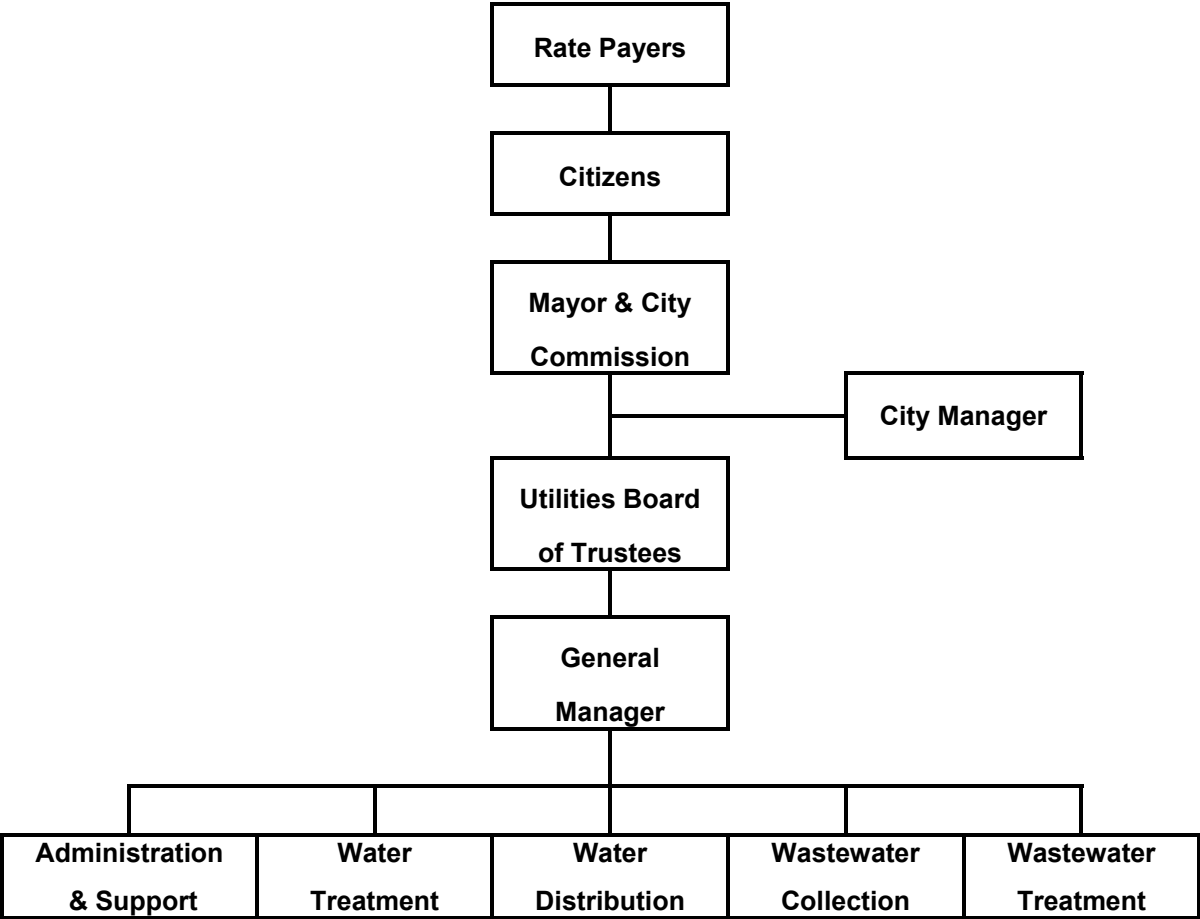 Rate Payers
Citizens
Mayor & City
Commission
City Manager
Utilities Board
of Trustees
General
Manager
Administration
& Support
Water
Treatment
Water
Distribution
Wastewater
Collection
Wastewater
Treatment